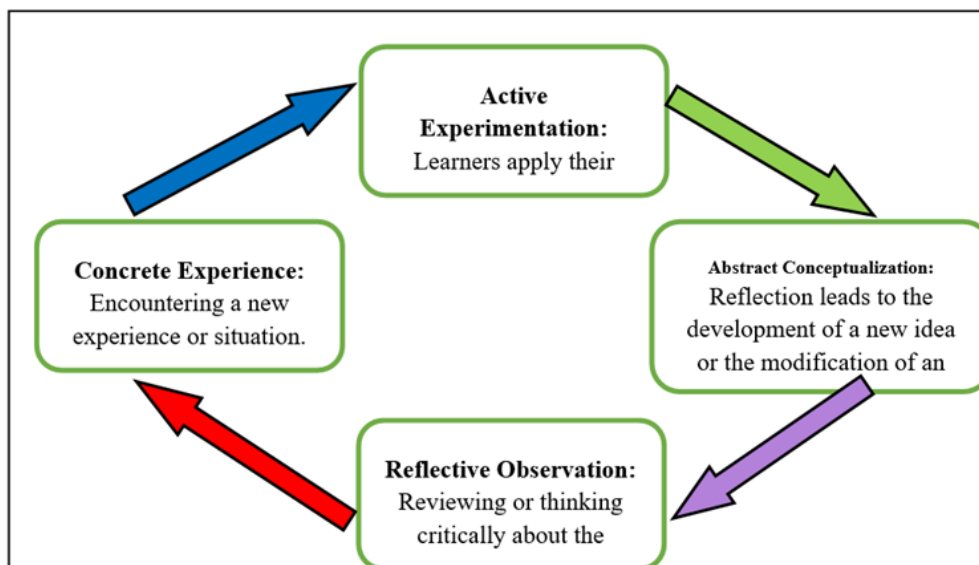 Active
Experimentation:
Learners apply their
Concrete Experience:
Encountering a new
experience or situation.
Abstract Conceptualization:
Reflection leads to the
development of a new idea
or the modification of an
Reflective Observation:
Reviewing or thinking
critically about the